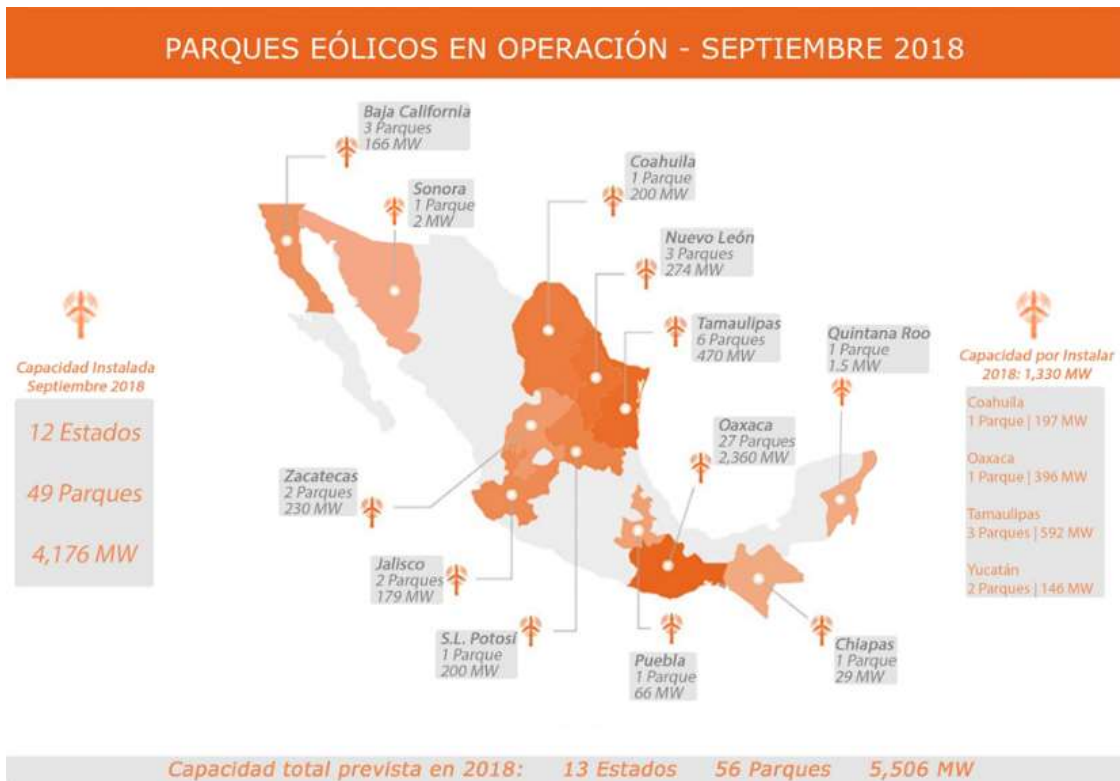 PARQUES EÓLICOS EN OPERACIÓN - SEPTIEMBRE 2018
Baja California
3 Parques
166 MW
Sonora
1 Parque
2 MW
Coahuila
1 Parque
200 MW
Nuevo León
3 Parques
274 MW
Tamaulipas
6 Parques
470 MW
Quintana Roo
1 Parque
1.5 MW
Oaxaca
27 Parques
2,360 MW
Zacatecas
2 Parques
230 MW
Jalisco
2 Parques
179 MW
S.L. Potosí
1 Parque
200 MW
Puebla
1 Parque
66 MW
Chiapas
1 Parque
29 MW
Capacidad Instalada
Septiembre 2018
12 Estados
49 Parques
4,176 MW
Capacidad por Instalar
2018: 1,330 MW
Coahuila
1 Parque | 197 MW
Oaxaca
1 Parque | 396 MW
Tamaulipas
3 Parques | 592 MW
Yucatán
2 Parques | 146 MW
Capacidad total prevista en 2018: 13 Estados 56 Parques 5,506 MW